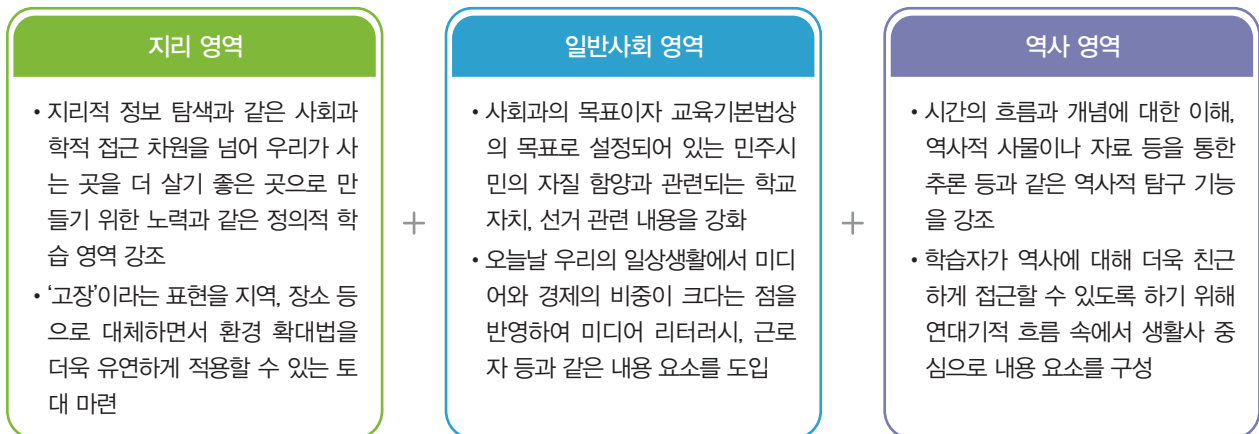 지리 영역
• 지리적 정보 탐색과 같은 사회과
학적 접근 차원을 넘어 우리가 사
는 곳을 더 살기 좋은 곳으로 만
들기 위한 노력과 같은 정의적 학
습 영역 강조
• ‘고장’이라는 표현을 지역, 장소 등
으로 대체하면서 환경 확대법을
더욱 유연하게 적용할 수 있는 토
대 마련
+
일반사회 영역
• 사회과의 목표이자 교육기본법상
의 목표로 설정되어 있는 민주시
민의 자질 함양과 관련되는 학교
자치, 선거 관련 내용을 강화
• 오늘날 우리의 일상생활에서 미디
어와 경제의 비중이 크다는 점을
반영하여 미디어 리터러시, 근로
자 등과 같은 내용 요소를 도입
+
역사 영역
• 시간의 흐름과 개념에 대한 이해,
역사적 사물이나 자료 등을 통한
추론 등과 같은 역사적 탐구 기능
을 강조
• 학습자가 역사에 대해 더욱 친근
하게 접근할 수 있도록 하기 위해
연대기적 흐름 속에서 생활사 중
심으로 내용 요소를 구성